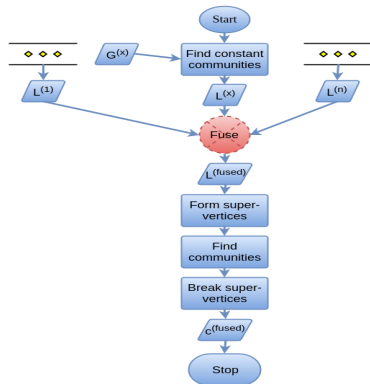 Start
G(x)
Find constant
communities
L(1)
L(x)
L(n)
Fuse
L(fused)
Form super-
vertices
Find
communities
Break super-
vertices
c(fused)
Stop